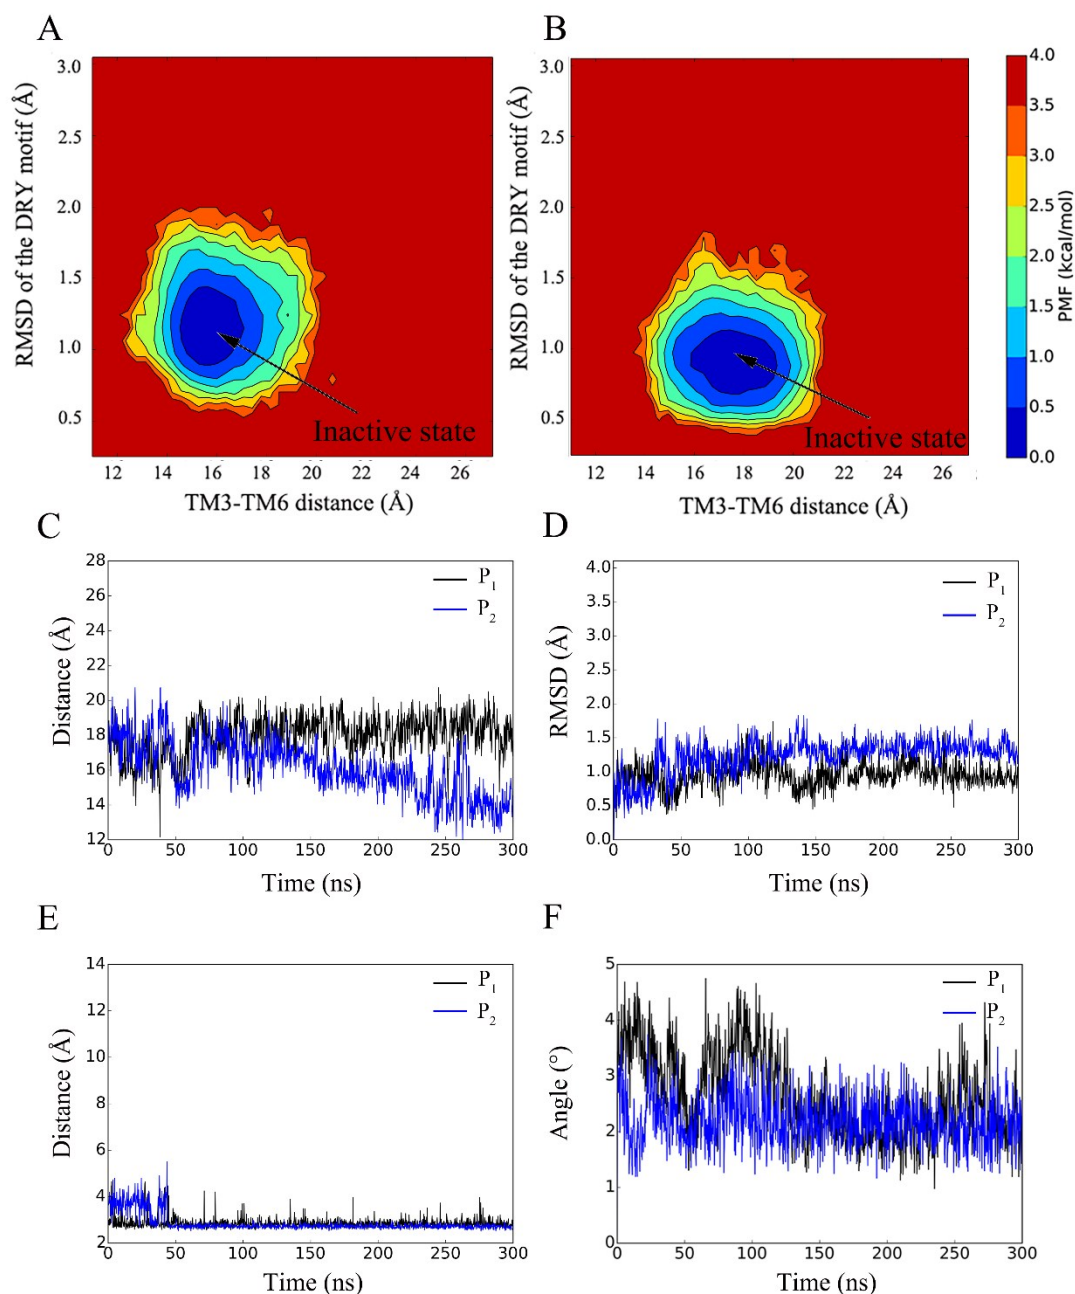 A
B
RMSD of the DRY motif (Å)
3.0
2.5
2.0
1.5
1.0
0.5
Inactive state
12 14 16 18 20 22 24 26
TM3-TM6 distance (Å)
RMSD of the DRY motif (Å)
3.0
2.5
2.0
1.5
1.0
0.5
Inactive state
12 14 16 18 20 22 24 26
TM3-TM6 distance (Å)
4.0
3.5
3.0
2.5
2.0
1.5
1.0
0.5
0.0
PMF (kcal/mol)
C
Distance (Å)
28
26
24
22
20
18
16
14
12
P1
P2
0 50 100 150 200 250 300
Time (ns)
D
RMSD (Å)
4.0
3.5
3.0
2.5
2.0
1.5
1.0
0.5
0.0
P1
P2
0 50 100 150 200 250 300
Time (ns)
E
Distance (Å)
14
12
10
8
6
4
2
P1
P2
0 50 100 150 200 250 300
Time (ns)
F
Angle (°)
5
4
3
2
1
0
P1
P2
0 50 100 150 200 250 300
Time (ns)